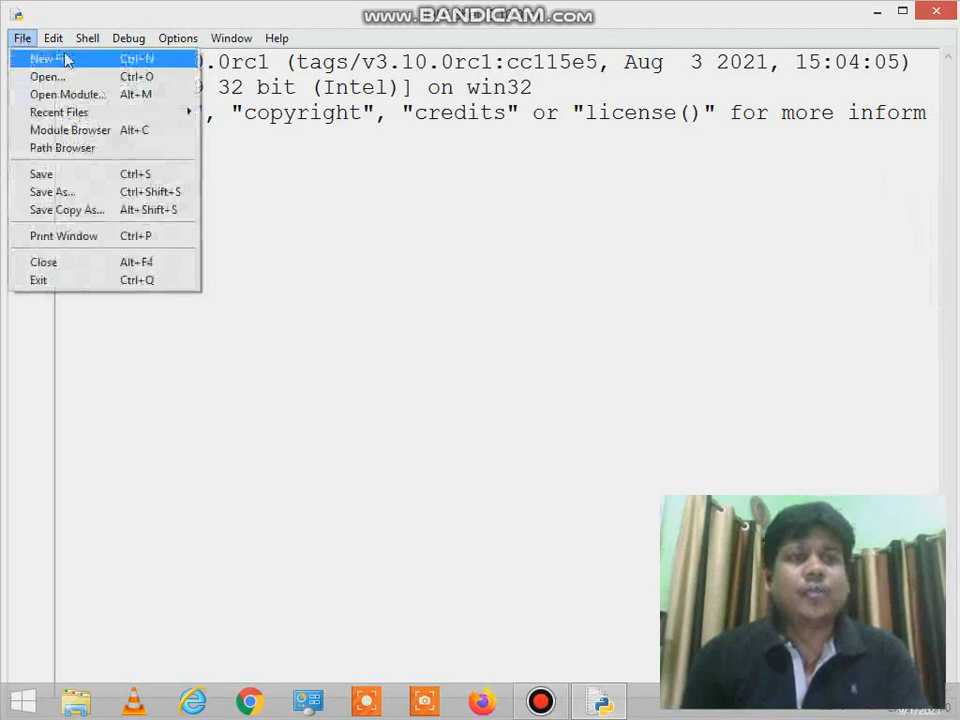 WWW.BANDICAM.COM
File Edit Shell Debug Options Window Help
New Ctrl+N
Open... Ctrl+O
Open Module... Alt+M
Recent Files
Module Browser Alt+C
Path Browser
Save Ctrl+S
Save As... Ctrl+Shift+S
Save Copy As... Alt+Shift+S
Print Window Ctrl+P
Close Alt+F4
Exit Ctrl+Q
.0rc1 (tags/v3.10.0rc1:cc115e5, Aug 3 2021, 15:04:05)
32 bit (Intel)] on win32
", "copyright", "credits" or "license()" for more inform